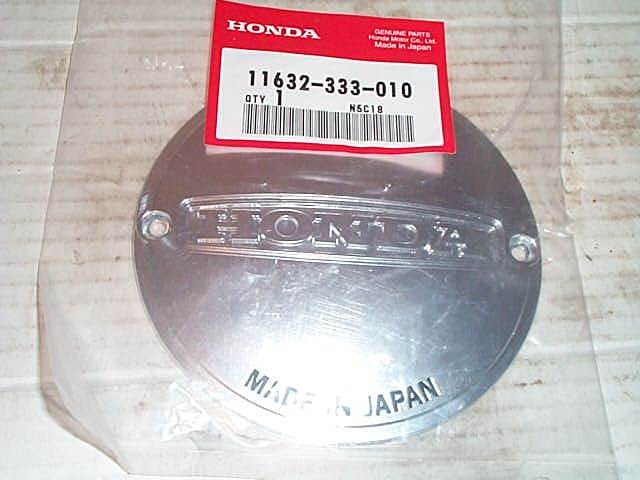 HONDA
GENUINE PARTS
Honda Motor Co., Ltd.
Made in Japan
11632-333-010
QTY 1 N5C18
HONDA
MADE IN JAPAN